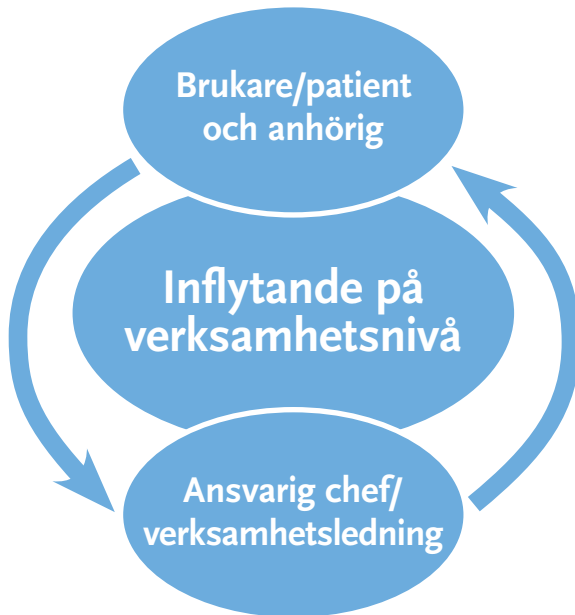 Brukare/patient
och anhörig
Inflytande på
verksamhetsnivå
Ansvarig chef/
verksamhetsledning